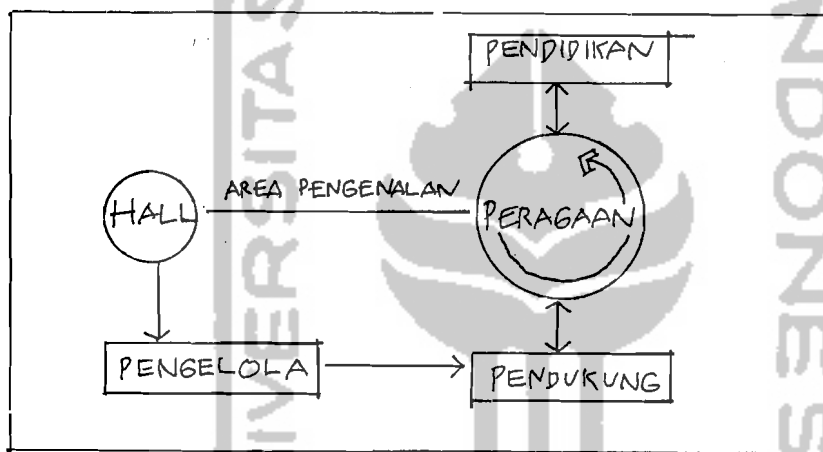 PENDIDIKAN
AREA PENGENALAN
HALL
PERAGAAN
PENGELOLA
PENDUKUNG